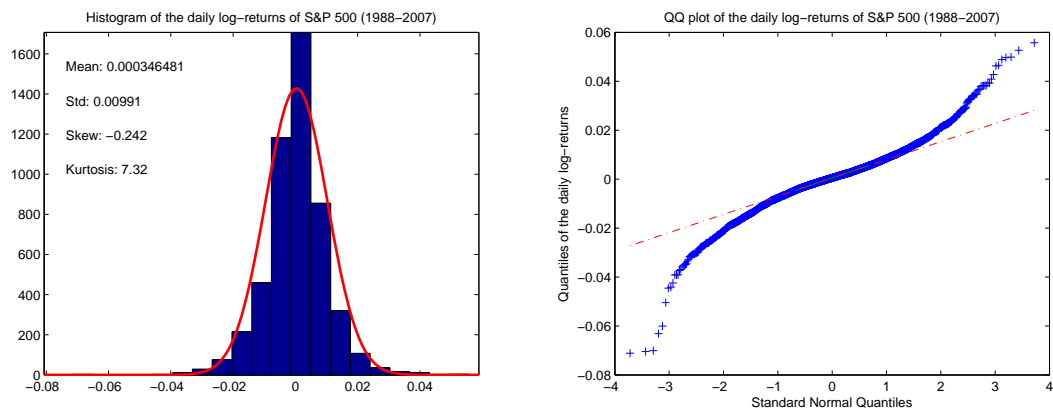 Histogram of the daily log−returns of S&P 500 (1988−2007)
1600
1400
1200
1000
800
600
400
200
0
Mean: 0.000346481
Std: 0.00991
Skew: −0.242
Kurtosis: 7.32
−0.08 −0.06 −0.04 −0.02 0 0.02 0.04
QQ plot of the daily log−returns of S&P 500 (1988−2007)
Quantiles of the daily log−returns
0.06
0.04
0.02
0
−0.02
−0.04
−0.06
−0.08
−4 −3 −2 −1 0 1 2 3 4
Standard Normal Quantiles